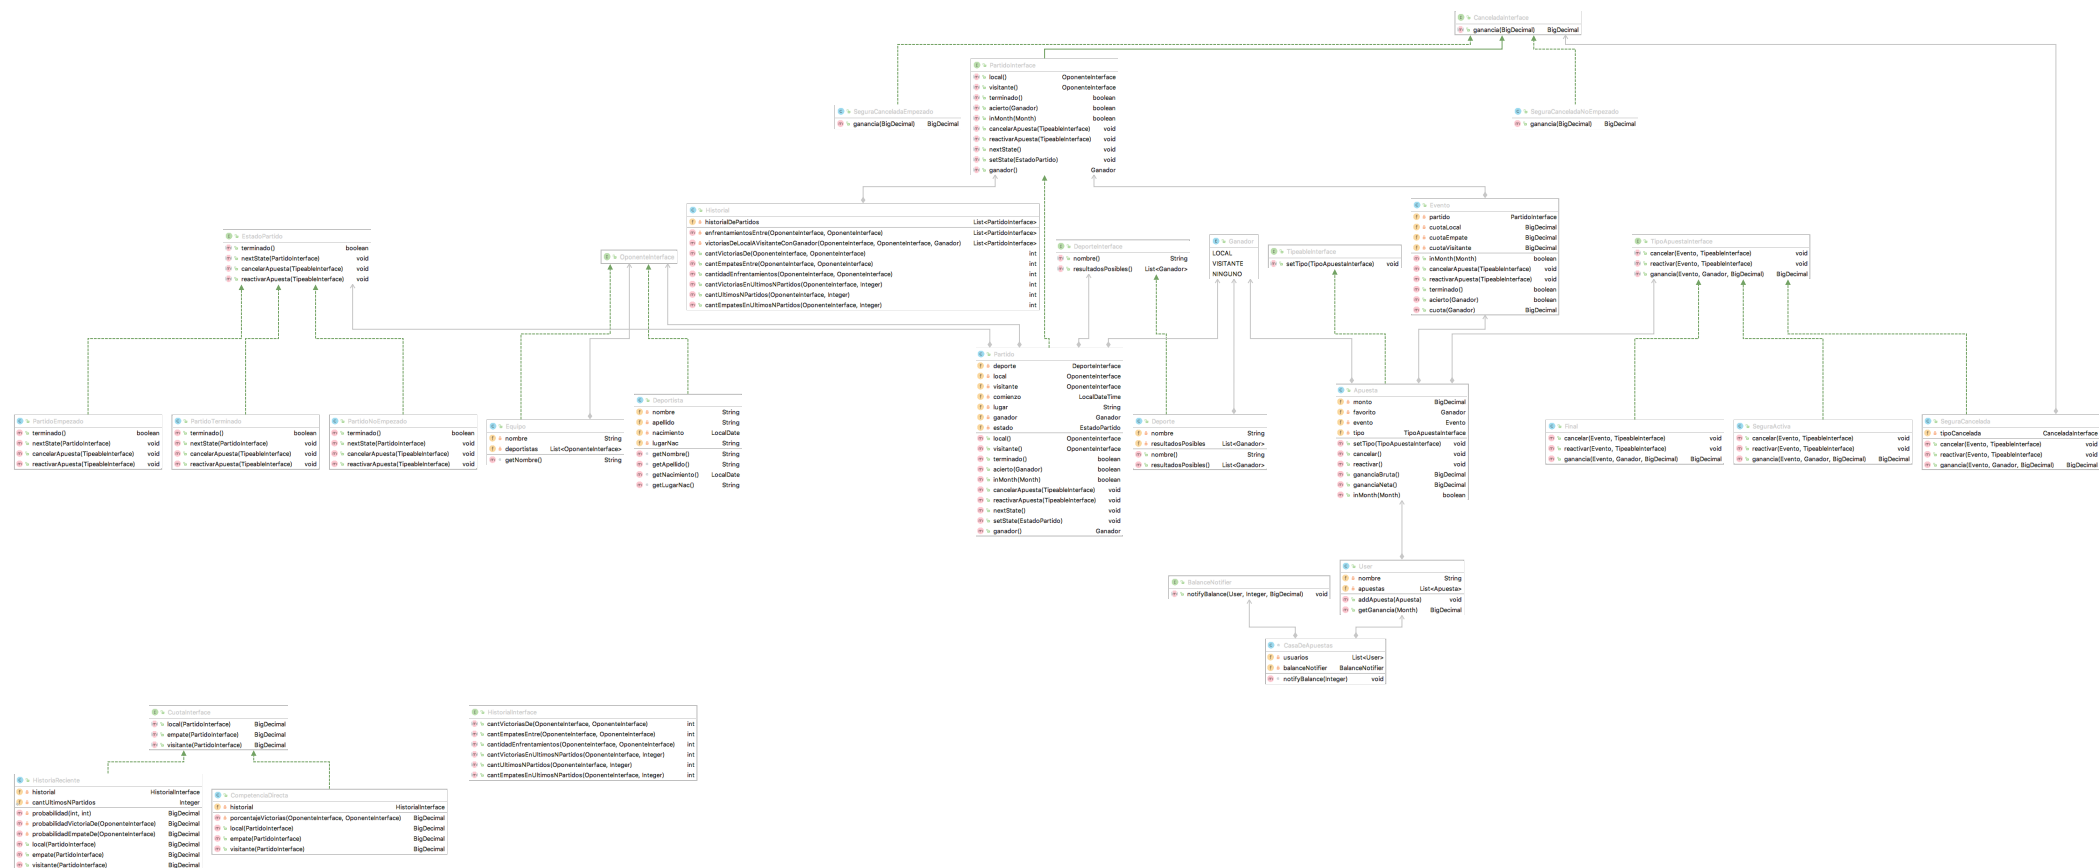 CanceladaInterface
ganancia(BigDecimal) BigDecimal
PartidoInterface
local() OponenteInterface
visitante() OponenteInterface
terminado() boolean
acierto(Ganador) boolean
inMonth(Month) boolean
cancelarApuesta(TipeableInterface) void
reactivarApuesta(TipeableInterface) void
nextState() void
setState(EstadoPartido) void
ganador() Ganador
SeguraCanceladaEmpezado
ganancia(BigDecimal) BigDecimal
SeguraCanceladaNoEmpezado
ganancia(BigDecimal) BigDecimal
Historial
historialDePartidos List<PartidoInterface>
enfrentamientosEntre(OponenteInterface, OponenteInterface) List<PartidoInterface>
victoriasDeLocalAVisitanteConGanador(OponenteInterface, OponenteInterface, Ganador) List<PartidoInterface>
cantVictoriasDe(OponenteInterface, OponenteInterface) int
cantEmpatesEntre(OponenteInterface, OponenteInterface) int
cantidadEnfrentamientos(OponenteInterface, OponenteInterface) int
cantVictoriasEnUltimosNPartidos(OponenteInterface, Integer) int
cantUltimosNPartidos(OponenteInterface, Integer) int
cantEmpatesEnUltimosNPartidos(OponenteInterface, Integer) int
Evento
partido PartidoInterface
cuotaLocal BigDecimal
cuotaEmpate BigDecimal
cuotaVisitante BigDecimal
inMonth(Month) boolean
cancelarApuesta(TipeableInterface) void
reactivarApuesta(TipeableInterface) void
terminado() boolean
acierto(Ganador) boolean
cuota(Ganador) BigDecimal
EstadoPartido
terminado() boolean
nextState(PartidoInterface) void
cancelarApuesta(TipeableInterface) void
reactivarApuesta(TipeableInterface) void
OponenteInterface
DeporteInterface
nombre() String
resultadosPosibles() List<Ganador>
Ganador
LOCAL
VISITANTE
NINGUNO
TipeableInterface
setTipo(TipoApuestaInterface) void
TipoApuestaInterface
cancelar(Evento, TipeableInterface) void
reactivar(Evento, TipeableInterface) void
ganancia(Evento, Ganador, BigDecimal) BigDecimal
Partido
deporte DeporteInterface
local OponenteInterface
visitante OponenteInterface
comienzo LocalDateTime
lugar String
ganador Ganador
estado EstadoPartido
local() OponenteInterface
visitante() OponenteInterface
terminado() boolean
acierto(Ganador) boolean
inMonth(Month) boolean
cancelarApuesta(TipeableInterface) void
reactivarApuesta(TipeableInterface) void
nextState() void
setState(EstadoPartido) void
ganador() Ganador
PartidoEmpezado
terminado() boolean
nextState(PartidoInterface) void
cancelarApuesta(TipeableInterface) void
reactivarApuesta(TipeableInterface) void
PartidoTerminado
terminado() boolean
nextState(PartidoInterface) void
cancelarApuesta(TipeableInterface) void
reactivarApuesta(TipeableInterface) void
PartidoNoEmpezado
terminado() boolean
nextState(PartidoInterface) void
cancelarApuesta(TipeableInterface) void
reactivarApuesta(TipeableInterface) void
Equipo
nombre String
deportistas List<OponenteInterface>
getNombre() String
Deportista
nombre String
apellido String
nacimiento LocalDate
lugarNac String
getNombre() String
getApellido() String
getNacimiento() LocalDate
getLugarNac() String
Deporte
nombre String
resultadosPosibles List<Ganador>
nombre() String
resultadosPosibles() List<Ganador>
Apuesta
monto BigDecimal
favorito Ganador
evento Evento
tipo TipoApuestaInterface
setTipo(TipoApuestaInterface) void
cancelar() void
reactivar() void
gananciaBruta() BigDecimal
gananciaNeta() BigDecimal
inMonth(Month) boolean
Final
cancelar(Evento, TipeableInterface) void
reactivar(Evento, TipeableInterface) void
ganancia(Evento, Ganador, BigDecimal) BigDecimal
SeguraActiva
cancelar(Evento, TipeableInterface) void
reactivar(Evento, TipeableInterface) void
ganancia(Evento, Ganador, BigDecimal) BigDecimal
SeguraCancelada
tipoCancelada CanceladaInterface
cancelar(Evento, TipeableInterface) void
reactivar(Evento, TipeableInterface) void
ganancia(Evento, Ganador, BigDecimal) BigDecimal
BalanceNotifier
notifyBalance(User, Integer, BigDecimal) void
User
nombre String
apuestas List<Apuesta>
addApuesta(Apuesta) void
getGanancia(Month) BigDecimal
CasaDeApuestas
usuarios List<User>
balanceNotifier BalanceNotifier
notifyBalance(Integer) void
CuotaInterface
local(PartidoInterface) BigDecimal
empate(PartidoInterface) BigDecimal
visitante(PartidoInterface) BigDecimal
HistorialInterface
cantVictoriasDe(OponenteInterface, OponenteInterface) int
cantEmpatesEntre(OponenteInterface, OponenteInterface) int
cantidadEnfrentamientos(OponenteInterface, OponenteInterface) int
cantVictoriasEnUltimosNPartidos(OponenteInterface, Integer) int
cantUltimosNPartidos(OponenteInterface, Integer) int
cantEmpatesEnUltimosNPartidos(OponenteInterface, Integer) int
HistoriaReciente
historial HistorialInterface
cantUltimosNPartidos Integer
probabilidad(int, int) BigDecimal
probabilidadVictoriaDe(OponenteInterface) BigDecimal
probabilidadEmpateDe(OponenteInterface) BigDecimal
local(PartidoInterface) BigDecimal
empate(PartidoInterface) BigDecimal
visitante(PartidoInterface) BigDecimal
CompetenciaDirecta
historial HistorialInterface
porcentajeVictorias(OponenteInterface, OponenteInterface) BigDecimal
local(PartidoInterface) BigDecimal
empate(PartidoInterface) BigDecimal
visitante(PartidoInterface) BigDecimal